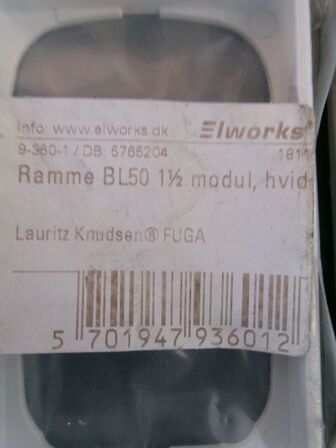 Info: www.elworks.dk Elworks
9-360-1 / DB: 5765204 1811
Ramme BL50 1½ modul, hvid
Lauritz Knudsen® FUGA
5 701947 936012